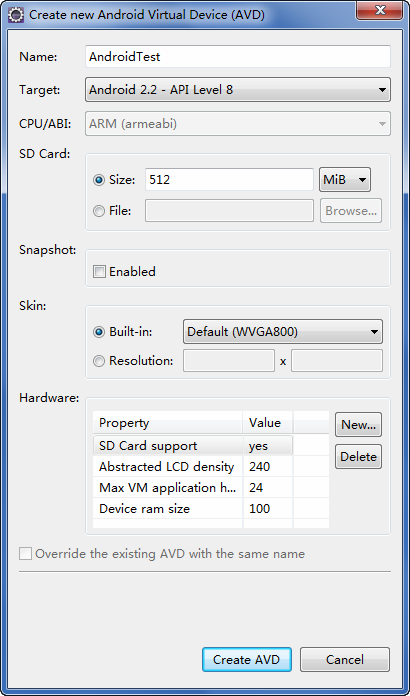 Create new Android Virtual Device (AVD)
Name: AndroidTest
Target: Android 2.2 - API Level 8
CPU/ABI: ARM (armeabi)
SD Card:
Size: 512 MiB
File: Browse...
Snapshot:
Enabled
Skin:
Built-in: Default (WVGA800)
Resolution: x
Hardware:
Property Value New...
SD Card support yes
Abstracted LCD density 240 Delete
Max VM application h... 24
Device ram size 100
Override the existing AVD with the same name
Create AVD Cancel